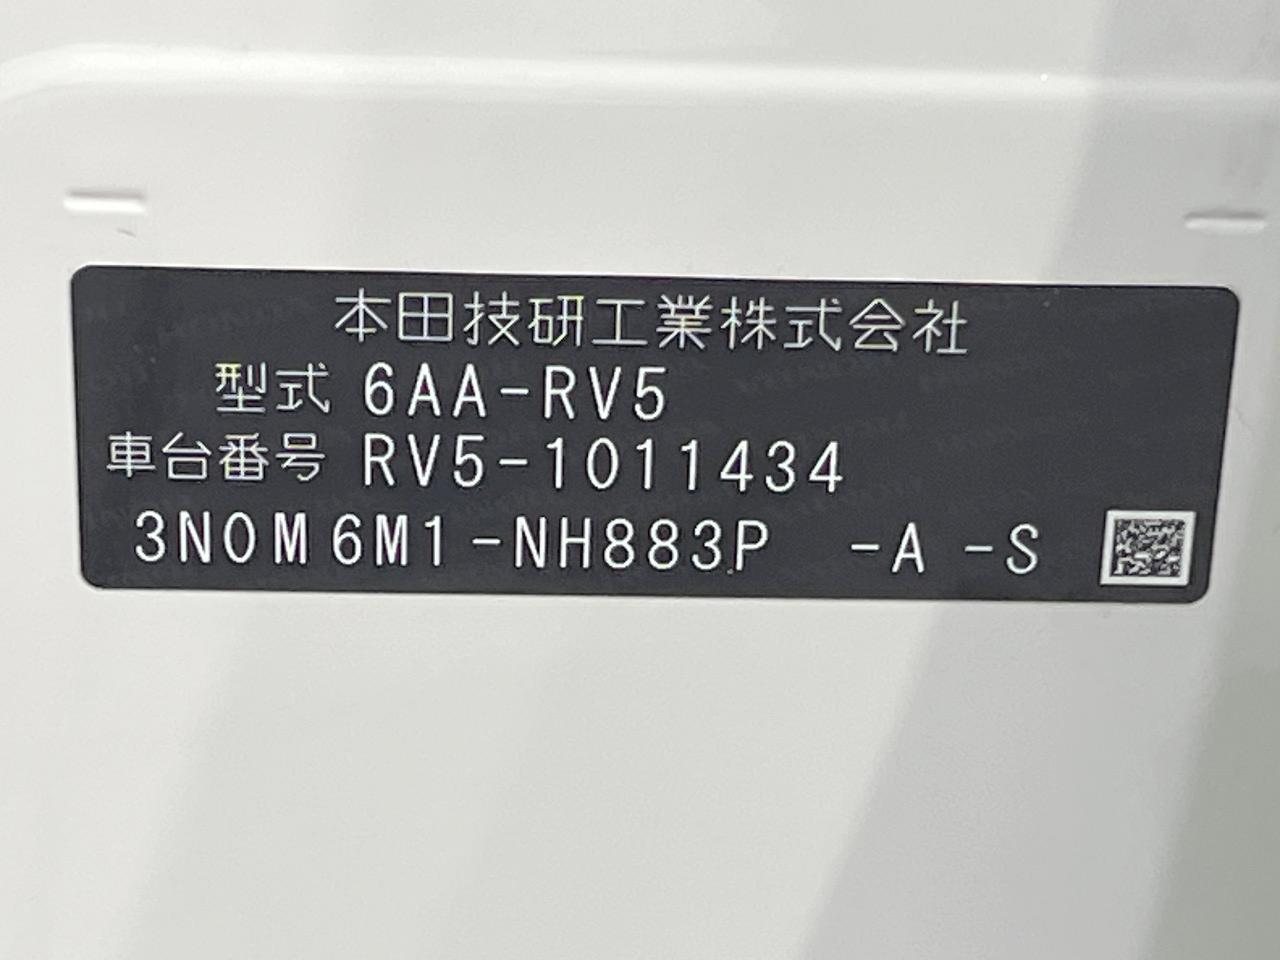 本田技研工業株式会社
型式 6AA-RV5
車台番号 RV5-1011434
3N0M6M1-NH883P -A -S